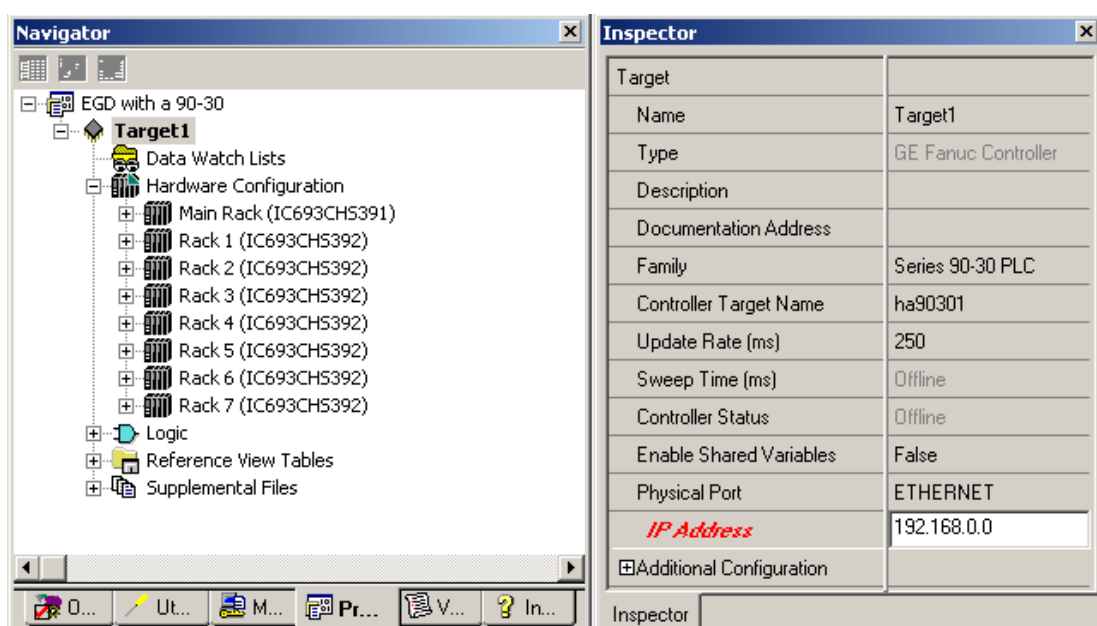 Navigator
EGD with a 90-30
Target1
Data Watch Lists
Hardware Configuration
Main Rack (IC693CHS391)
Rack 1 (IC693CHS392)
Rack 2 (IC693CHS392)
Rack 3 (IC693CHS392)
Rack 4 (IC693CHS392)
Rack 5 (IC693CHS392)
Rack 6 (IC693CHS392)
Rack 7 (IC693CHS392)
Logic
Reference View Tables
Supplemental Files
O...
Ut...
M...
Pr...
V...
In...
Inspector
Target
Name Target1
Type GE Fanuc Controller
Description
Documentation Address
Family Series 90-30 PLC
Controller Target Name ha90301
Update Rate (ms) 250
Sweep Time (ms) Offline
Controller Status Offline
Enable Shared Variables False
Physical Port ETHERNET
IP Address 192.168.0.0
Additional Configuration
Inspector